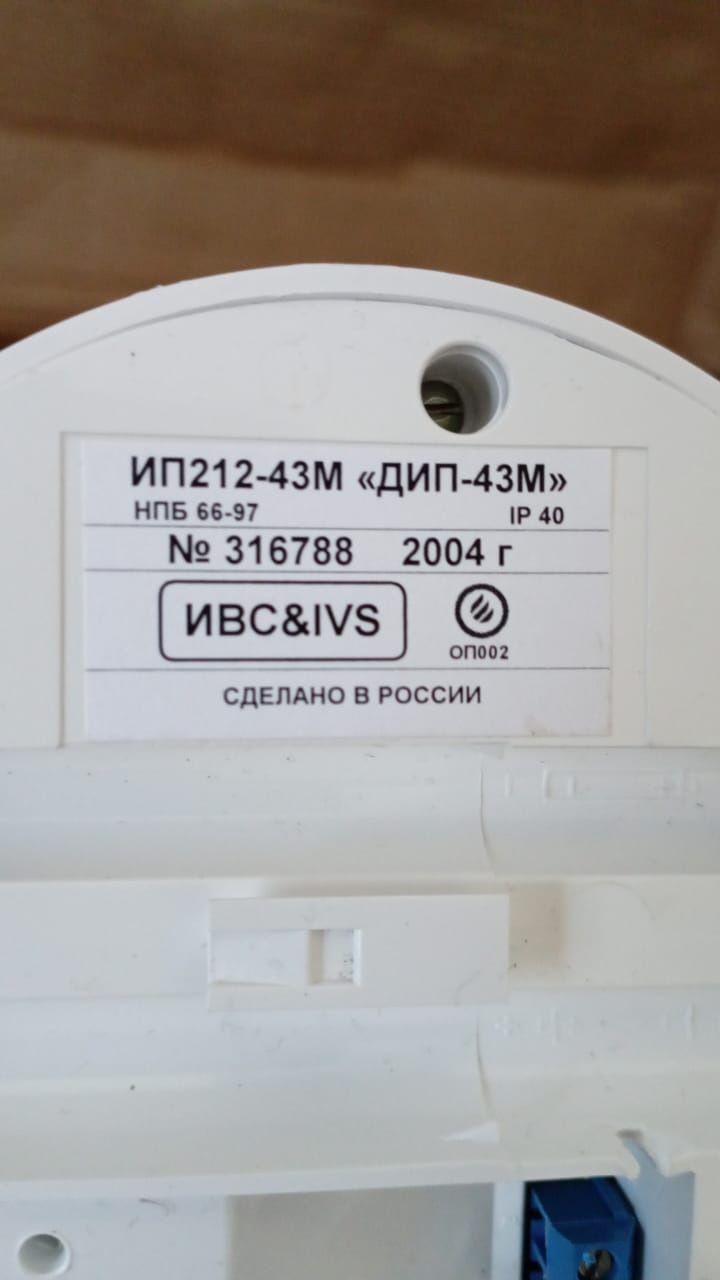 ИП212-43М «ДИП-43М»
НПБ 66-97 IP 40
№ 316788 2004 г
ИВС&IVS
ОП002
СДЕЛАНО В РОССИИ